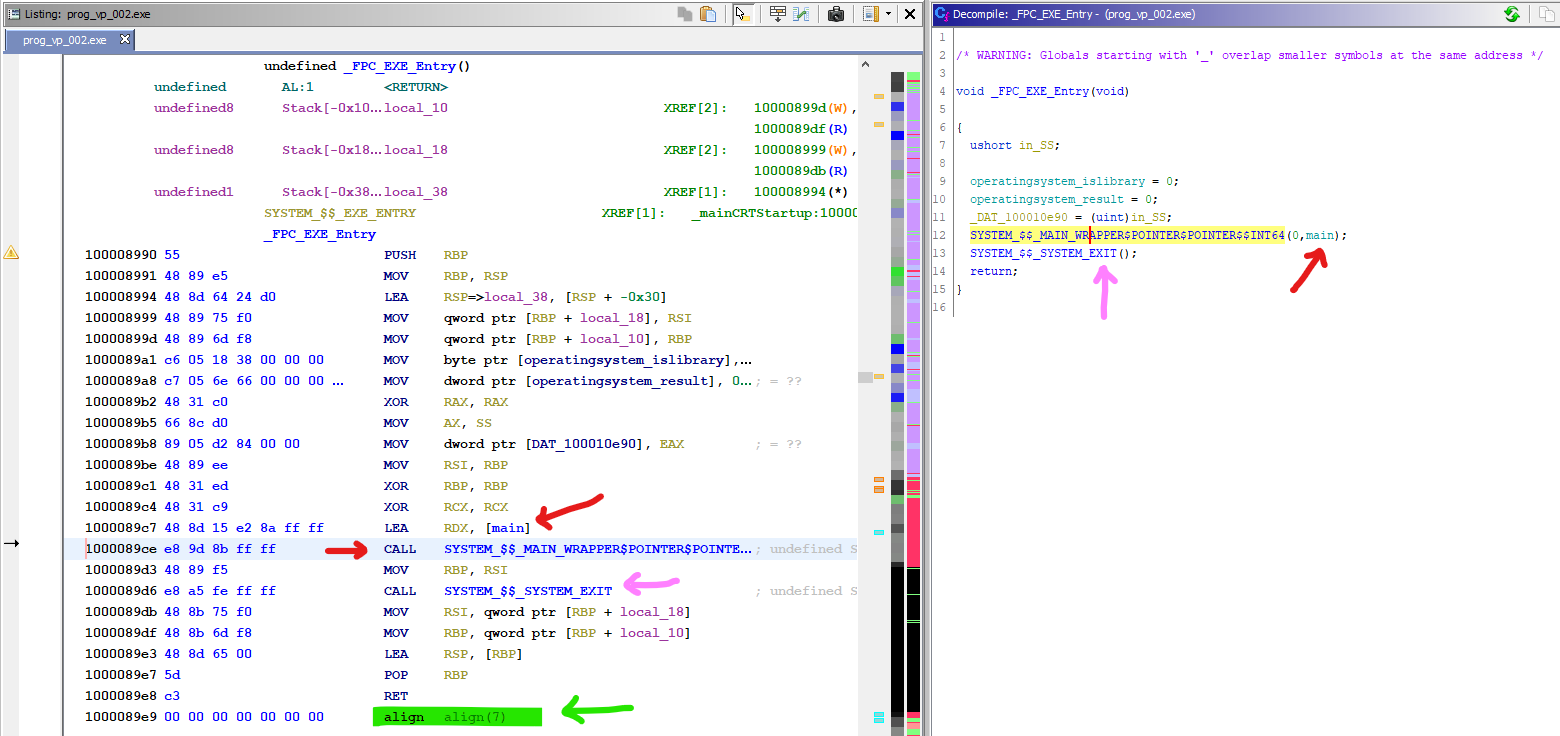 Listing: prog_vp_002.exe
prog_vp_002.exe
undefined _FPC_EXE_Entry()
undefined AL:1 <RETURN>
undefined8 Stack[-0x10...local_10 XREF[2]: 10000899d(W),
1000089df(R)
undefined8 Stack[-0x18...local_18 XREF[2]: 100008999(W),
1000089db(R)
undefined1 Stack[-0x38...local_38 XREF[1]: 100008994(*)
SYSTEM_$$_EXE_ENTRY XREF[1]: _mainCRTStartup:10000
_FPC_EXE_Entry
100008990 55 PUSH RBP
100008991 48 89 e5 MOV RBP, RSP
100008994 48 8d 64 24 d0 LEA RSP=>local_38, [RSP + -0x30]
100008999 48 89 75 f0 MOV qword ptr [RBP + local_18], RSI
10000899d 48 89 6d f8 MOV qword ptr [RBP + local_10], RBP
1000089a1 c6 05 18 38 00 00 00 MOV byte ptr [operatingsystem_islibrary],...
1000089a8 c7 05 6e 66 00 00 00 ... MOV dword ptr [operatingsystem_result], 0... ; = ??
1000089b2 48 31 c0 XOR RAX, RAX
1000089b5 66 8c d0 MOV AX, SS
1000089b8 89 05 d2 84 00 00 MOV dword ptr [DAT_100010e90], EAX ; = ??
1000089be 48 89 ee MOV RSI, RBP
1000089c1 48 31 ed XOR RBP, RBP
1000089c4 48 31 c9 XOR RCX, RCX
1000089c7 48 8d 15 e2 8a ff ff LEA RDX, [main]
1000089ce e8 9d 8b ff ff CALL SYSTEM_$$_MAIN_WRAPPER$POINTER$POINTE... ; undefined S
1000089d3 48 89 f5 MOV RBP, RSI
1000089d6 e8 a5 fe ff ff CALL SYSTEM_$$_SYSTEM_EXIT ; undefined S
1000089db 48 8b 75 f0 MOV RSI, qword ptr [RBP + local_18]
1000089df 48 8b 6d f8 MOV RBP, qword ptr [RBP + local_10]
1000089e3 48 8d 65 00 LEA RSP, [RBP]
1000089e7 5d POP RBP
1000089e8 c3 RET
1000089e9 00 00 00 00 00 00 00 align align(7)
Decompile: _FPC_EXE_Entry - (prog_vp_002.exe)
1
2 /* WARNING: Globals starting with '_' overlap smaller symbols at the same address */
3
4 void _FPC_EXE_Entry(void)
5
6 {
7 ushort in_SS;
8
9 operatingsystem_islibrary = 0;
10 operatingsystem_result = 0;
11 _DAT_100010e90 = (uint)in_SS;
12 SYSTEM_$$_MAIN_WRAPPER$POINTER$POINTER$$INT64(0,main);
13 SYSTEM_$$_SYSTEM_EXIT();
14 return;
15 }
16